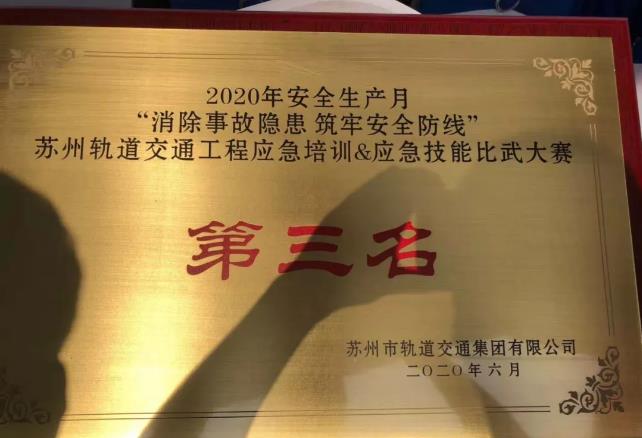 2020年安全生产月
“消除事故隐患 筑牢安全防线”
苏州轨道交通工程应急培训&应急技能比武大赛
第三名
苏州市轨道交通集团有限公司
二〇二〇年六月